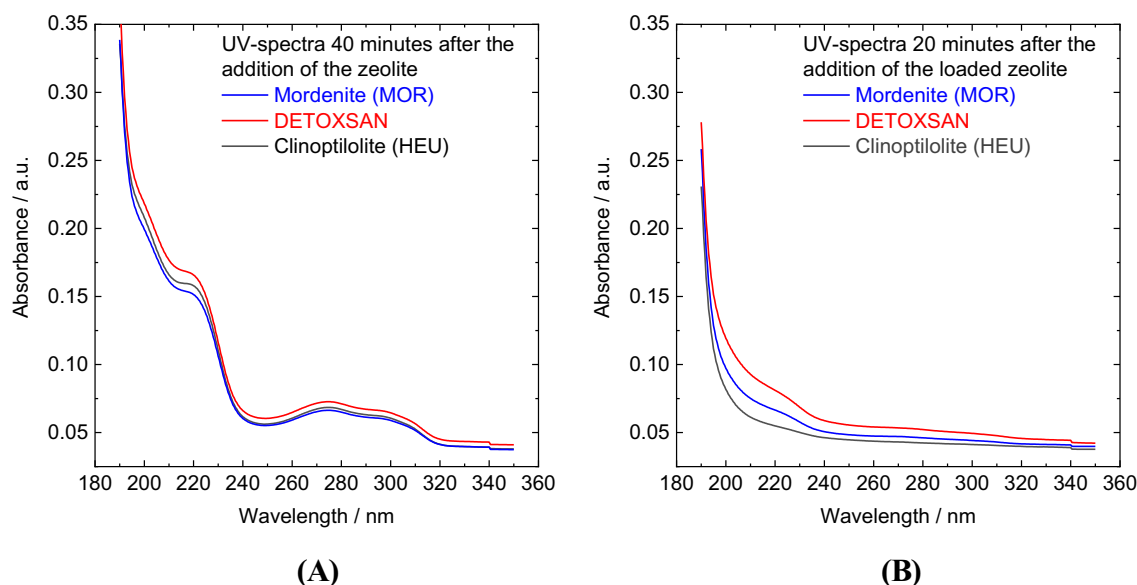 UV-spectra 40 minutes after the
addition of the zeolite
Mordenite (MOR)
DETOXSAN
Clinoptilolite (HEU)
0.35
0.30
0.25
0.20
0.15
0.10
0.05
Absorbance / a.u.
180 200 220 240 260 280 300 320 340 360
Wavelength / nm
(A)
UV-spectra 20 minutes after the
addition of the loaded zeolite
Mordenite (MOR)
DETOXSAN
Clinoptilolite (HEU)
0.35
0.30
0.25
0.20
0.15
0.10
0.05
Absorbance / a.u.
180 200 220 240 260 280 300 320 340 360
Wavelength / nm
(B)